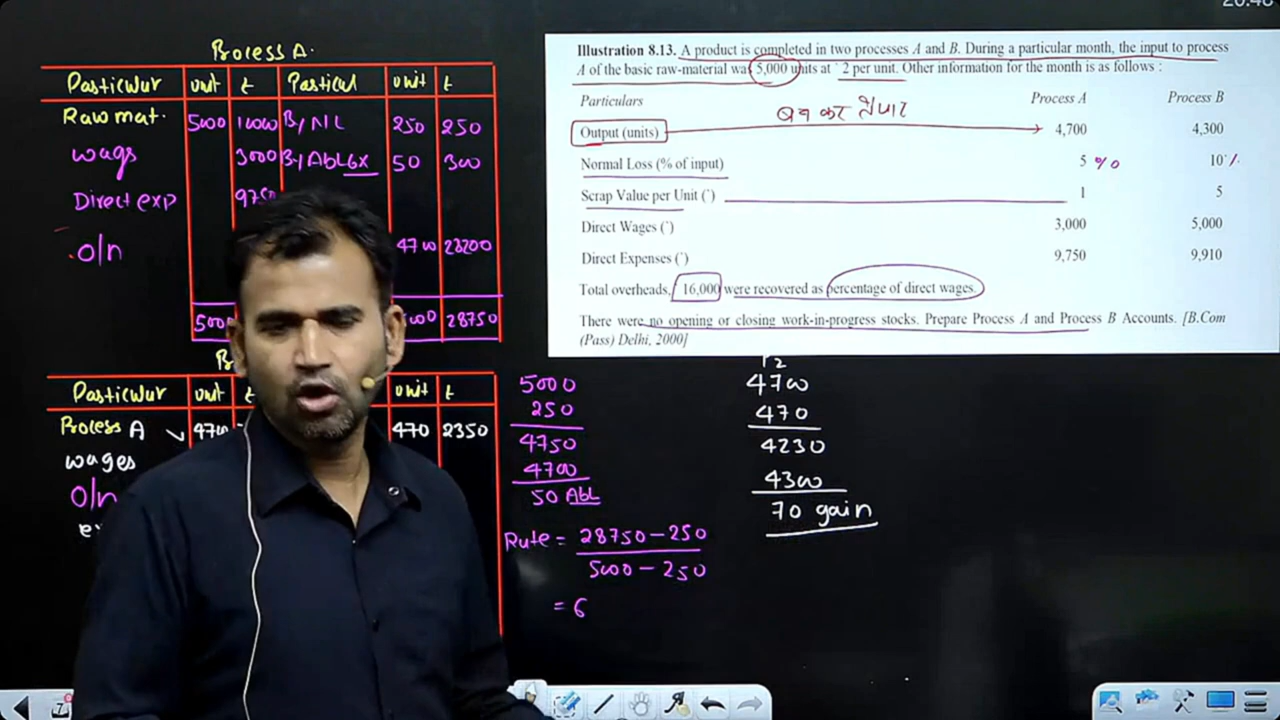 Process A.
Particular unit ₹ Particul unit ₹
Raw mat. 5000 10000 By NL 250 250
wags 3000 By AbL 6x 50 300
Direct exp 9750
o/h 4700 28200
28750
Particular unit ₹ unit ₹
Process A 4700 470 2350
wages
o/h
Illustration 8.13. A product is completed in two processes A and B. During a particular month, the input to process
A of the basic raw-material was 5,000 units at ` 2 per unit. Other information for the month is as follows :
Particulars Process A Process B
बन कर तैयार
Output (units) 4,700 4,300
Normal Loss (% of input) 5 % 10 %
Scrap Value per Unit (`) 1 5
Direct Wages (`) 3,000 5,000
Direct Expenses (`) 9,750 9,910
Total overheads, 16,000 were recovered as percentage of direct wages.
There were no opening or closing work-in-progress stocks. Prepare Process A and Process B Accounts. [B.Com
(Pass) Delhi, 2000]
5000
250
4750
4700
50 AbL
Rate = 28750 - 250
5000 - 250
= 6
4700
470
4230
4300
70 gain